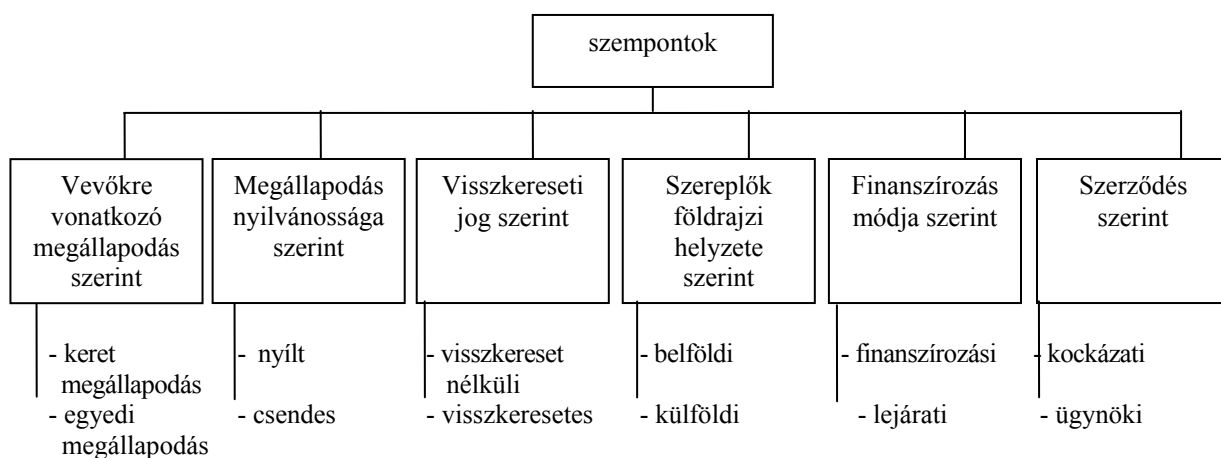 szempontok
Vevőkre
vonatkozó
megállapodás
szerint
Megállapodás
nyilvánossága
szerint
Visszkereseti
jog szerint
Szereplők
földrajzi
helyzete
szerint
Finanszírozás
módja szerint
Szerződés
szerint
- keret
megállapodás
- egyedi
megállapodás
- nyílt
- csendes
- visszkereset
nélküli
- visszkeresetes
- belföldi
- külföldi
- finanszírozási
- lejárati
- kockázati
- ügynöki